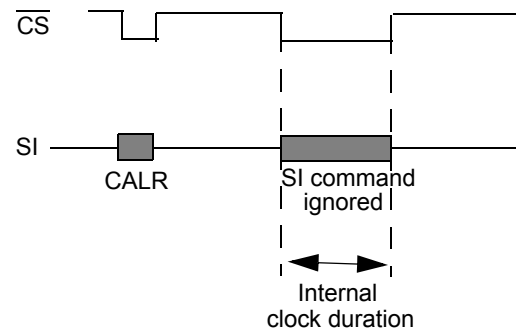 CS
SI
CALR
SI command
ignored
Internal
clock duration